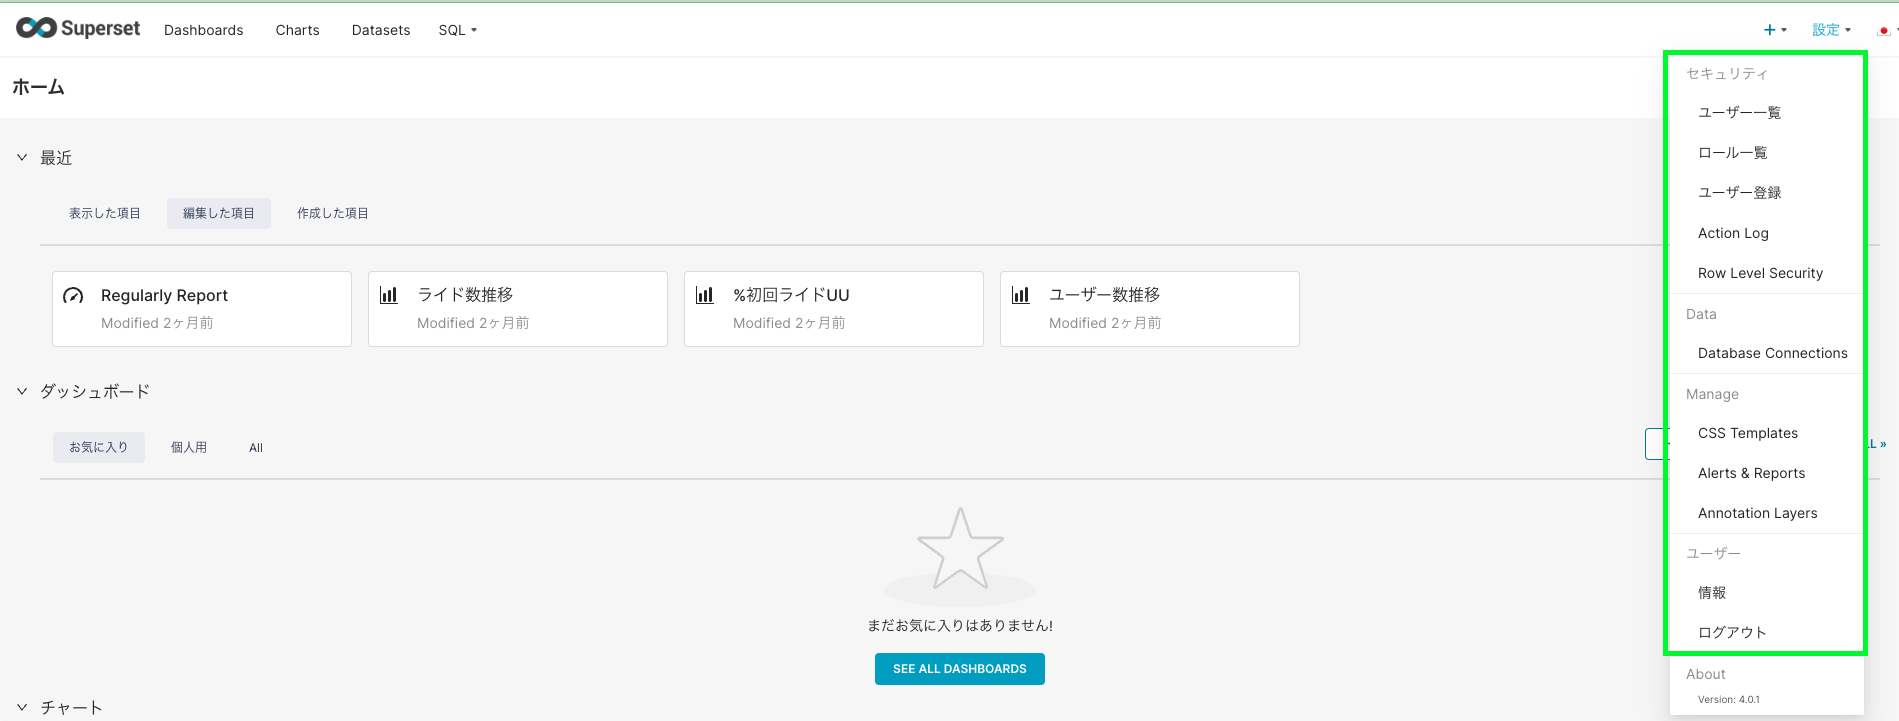 Superset Dashboards Charts Datasets SQL 設定
ホーム
最近
表示した項目 編集した項目 作成した項目
Regularly Report
Modified 2ヶ月前
ライド数推移
Modified 2ヶ月前
%初回ライドUU
Modified 2ヶ月前
ユーザー数推移
Modified 2ヶ月前
ダッシュボード
お気に入り 個人用 All
まだお気に入りはありません!
SEE ALL DASHBOARDS
チャート
セキュリティ
ユーザー一覧
ロール一覧
ユーザー登録
Action Log
Row Level Security
Data
Database Connections
Manage
CSS Templates
Alerts & Reports
Annotation Layers
ユーザー
情報
ログアウト
About
Version: 4.0.1